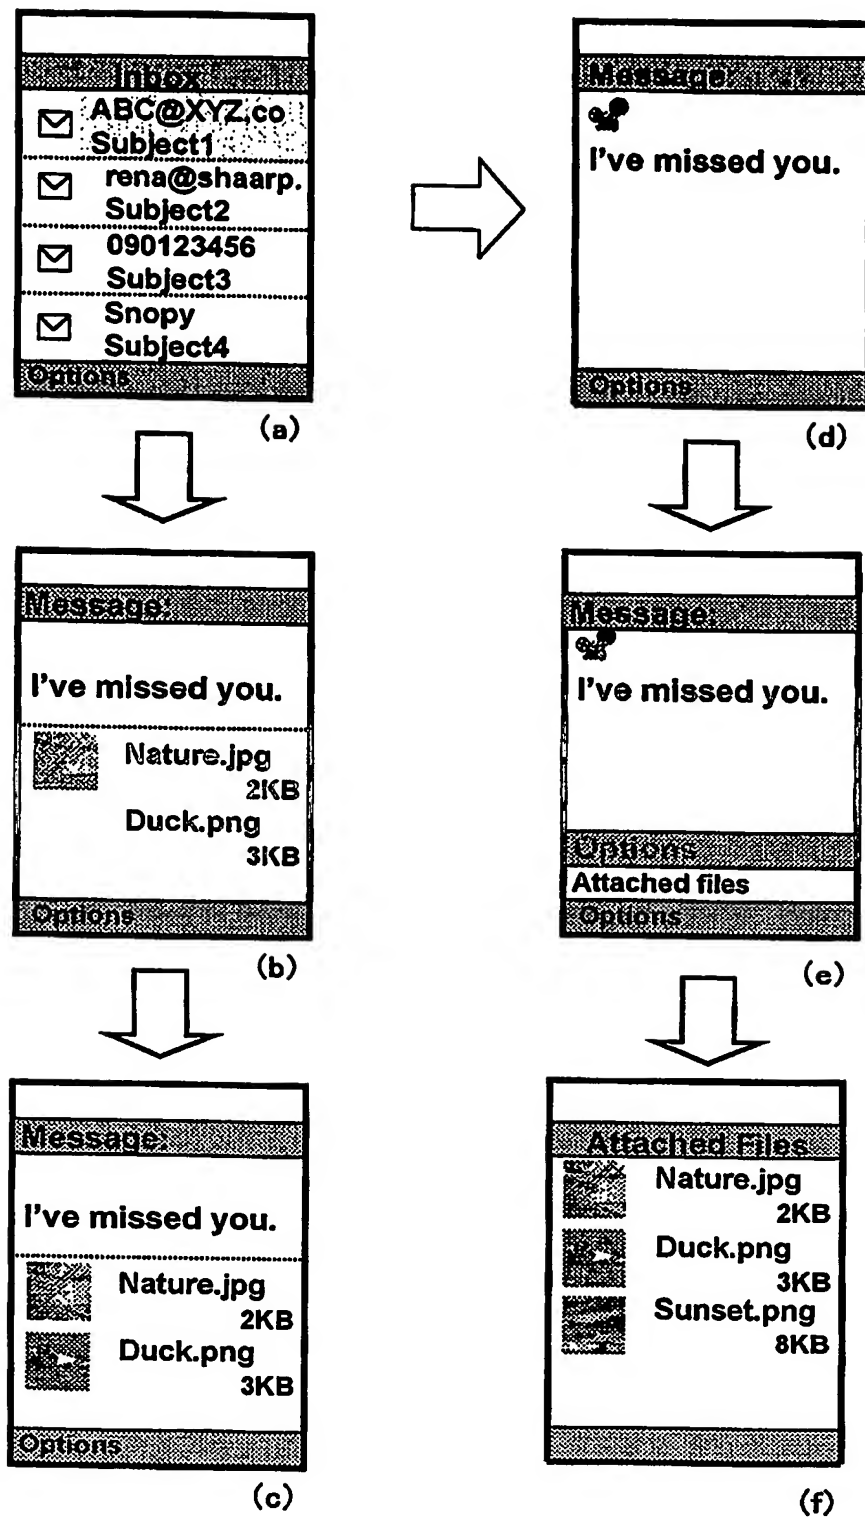 Inbox
ABC@XYZ,co
Subject1
rena@shaarp.
Subject2
090123456
Subject3
Snopy
Subject4
Options
(a)
Message
I've missed you.
Options
(d)
Message:
I've missed you.
Nature.jpg
2KB
Duck.png
3KB
Options
(b)
Message:
I've missed you.
Options
Attached files
Options
(e)
Message:
I've missed you.
Nature.jpg
2KB
Duck.png
3KB
Options
(c)
Attached Files
Nature.jpg
2KB
Duck.png
3KB
Sunset.png
8KB
(f)